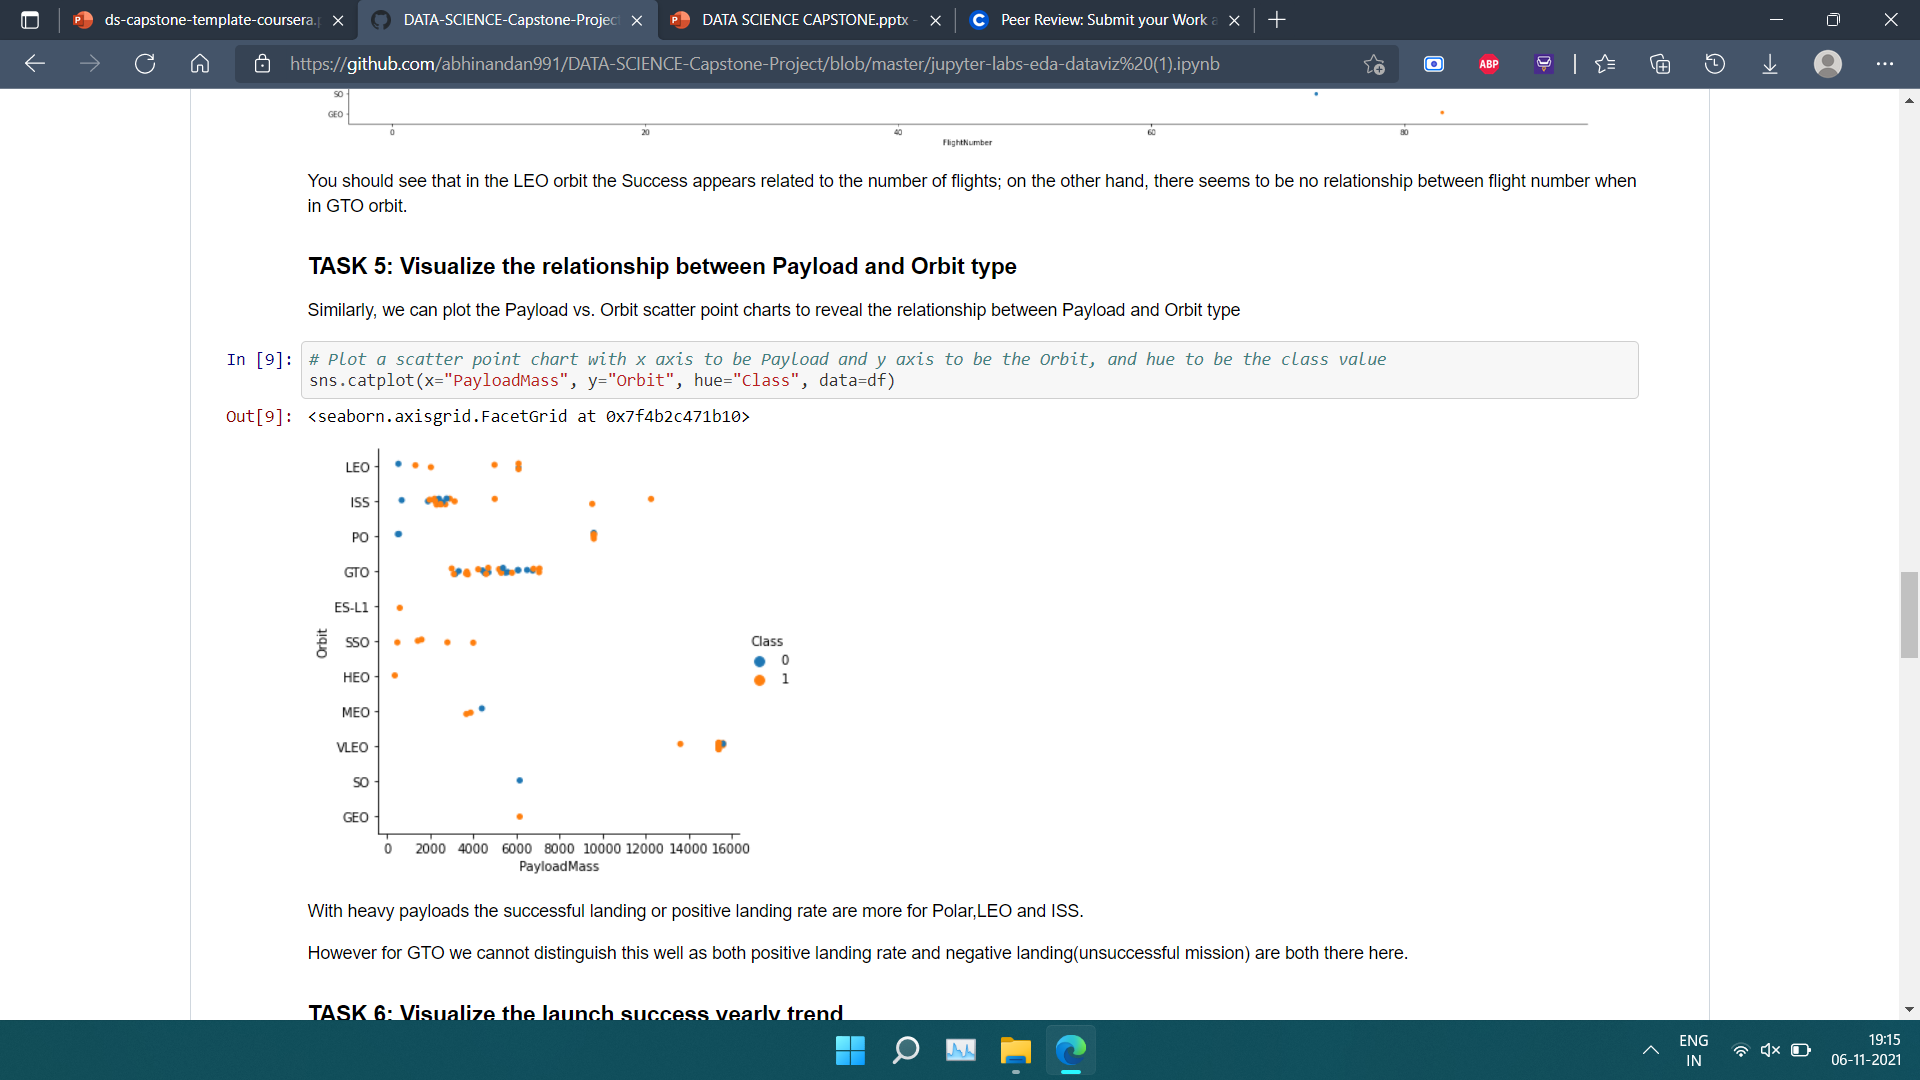 ds-capstone-template-coursera.p
DATA-SCIENCE-Capstone-Projec
DATA SCIENCE CAPSTONE.pptx -
Peer Review: Submit your Work a
https://github.com/abhinandan991/DATA-SCIENCE-Capstone-Project/blob/master/jupyter-labs-eda-dataviz%20(1).ipynb
ABP
SO
GEO
0 20 40 60 80
FlightNumber
You should see that in the LEO orbit the Success appears related to the number of flights; on the other hand, there seems to be no relationship between flight number when
in GTO orbit.
TASK 5: Visualize the relationship between Payload and Orbit type
Similarly, we can plot the Payload vs. Orbit scatter point charts to reveal the relationship between Payload and Orbit type
In [9]: # Plot a scatter point chart with x axis to be Payload and y axis to be the Orbit, and hue to be the class value
sns.catplot(x="PayloadMass", y="Orbit", hue="Class", data=df)
Out[9]: <seaborn.axisgrid.FacetGrid at 0x7f4b2c471b10>
LEO
ISS
PO
GTO
ES-L1
SSO
HEO
MEO
VLEO
SO
GEO
Orbit
Class
0
1
0 2000 4000 6000 8000 10000 12000 14000 16000
PayloadMass
With heavy payloads the successful landing or positive landing rate are more for Polar,LEO and ISS.
However for GTO we cannot distinguish this well as both positive landing rate and negative landing(unsuccessful mission) are both there here.
TASK 6: Visualize the launch success yearly trend
ENG
IN
19:15
06-11-2021